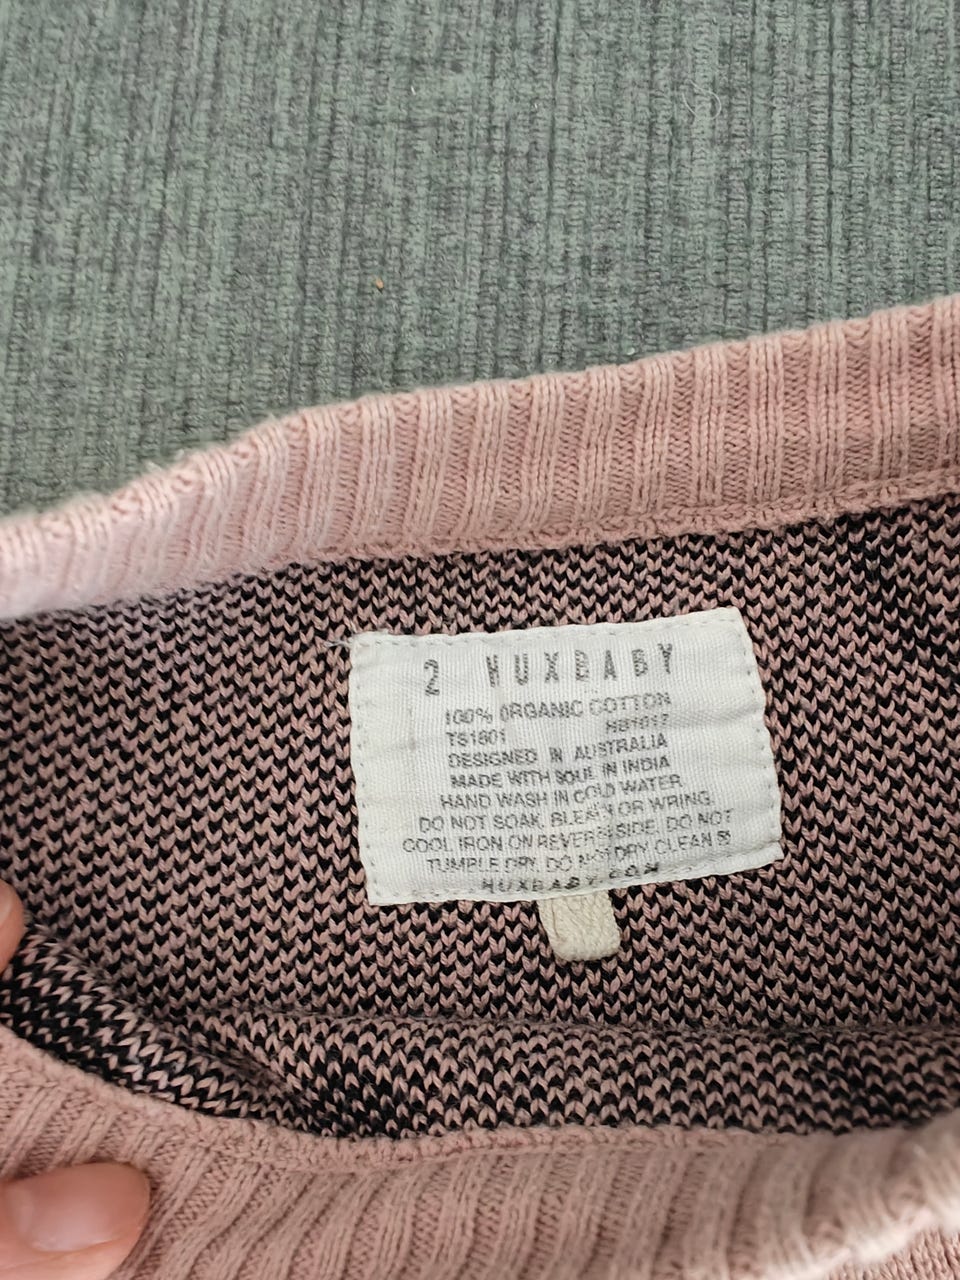 2 HUXBABY
100% ORGANIC COTTON
TS1601 HB1017
DESIGNED IN AUSTRALIA
MADE WITH SOUL IN INDIA
HAND WASH IN COLD WATER
DO NOT SOAK, BLEACH OR WRING.
COOL IRON ON REVERSE SIDE. DO NOT
TUMBLE DRY. DO NOT DRY CLEAN
HUXBABY.COM